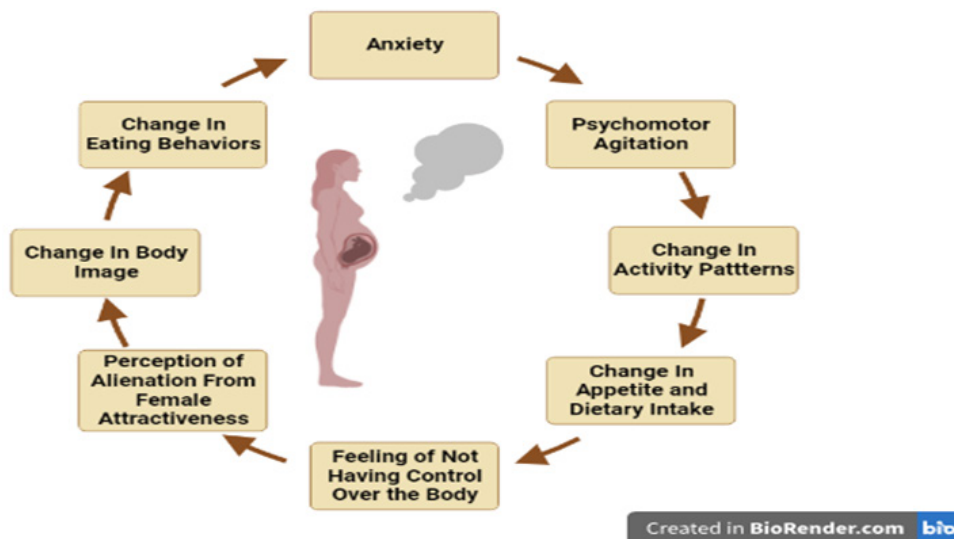 Anxiety
Psychomotor
Agitation
Change In
Activity Pattterns
Change In
Appetite and
Dietary Intake
Feeling of Not
Having Control
Over the Body
Perception of
Alienation From
Female
Attractiveness
Change In Body
Image
Change In
Eating Behaviors
Created in BioRender.com bio